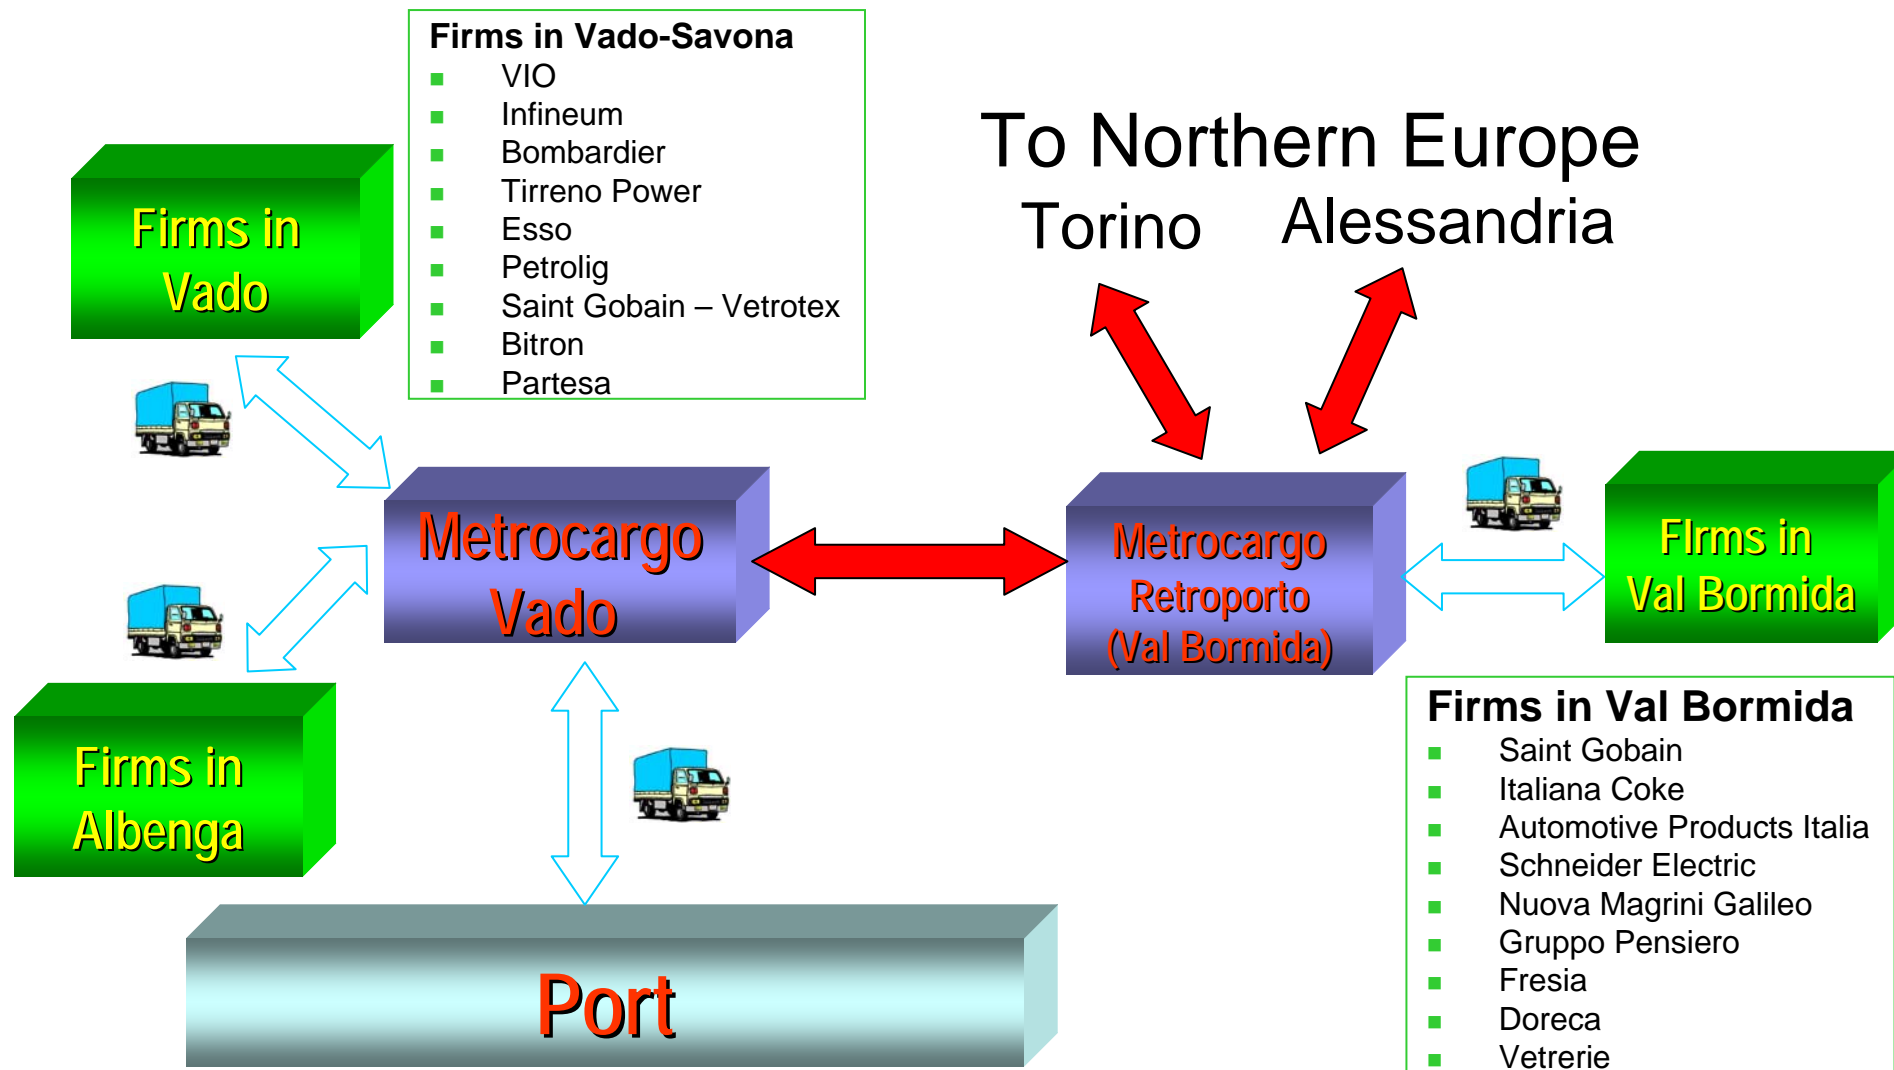 Firms in Vado-Savona
VIO
Infineum
Bombardier
Tirreno Power
Esso
Petrolig
Saint Gobain – Vetrotex
Bitron
Partesa
To Northern Europe
Torino Alessandria
Firms in
Vado
Metrocargo
Vado
Metrocargo
Retroporto
(Val Bormida)
FIrms in
Val Bormida
Firms in
Albenga
Port
Firms in Val Bormida
Saint Gobain
Italiana Coke
Automotive Products Italia
Schneider Electric
Nuova Magrini Galileo
Gruppo Pensiero
Fresia
Doreca
Vetrerie